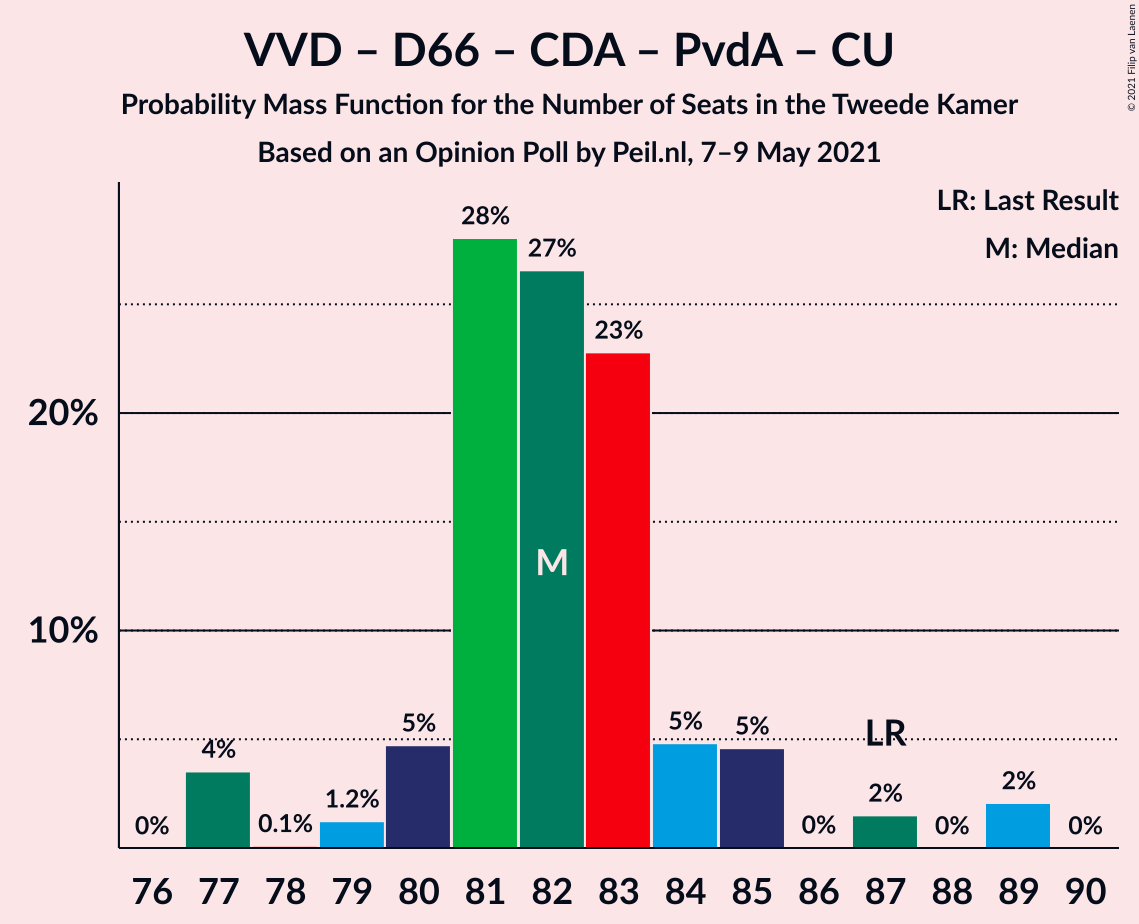 VVD – D66 – CDA – PvdA – CU
Probability Mass Function for the Number of Seats in the Tweede Kamer
Based on an Opinion Poll by Peil.nl, 7–9 May 2021
© 2021 Filip van Laenen
LR: Last Result
M: Median
28%
27%
23%
20%
M
10%
5%
5%
5%
LR
4%
2%
2%
1.2%
0%
0.1%
0%
0%
0%
76 77 78 79 80 81 82 83 84 85 86 87 88 89 90